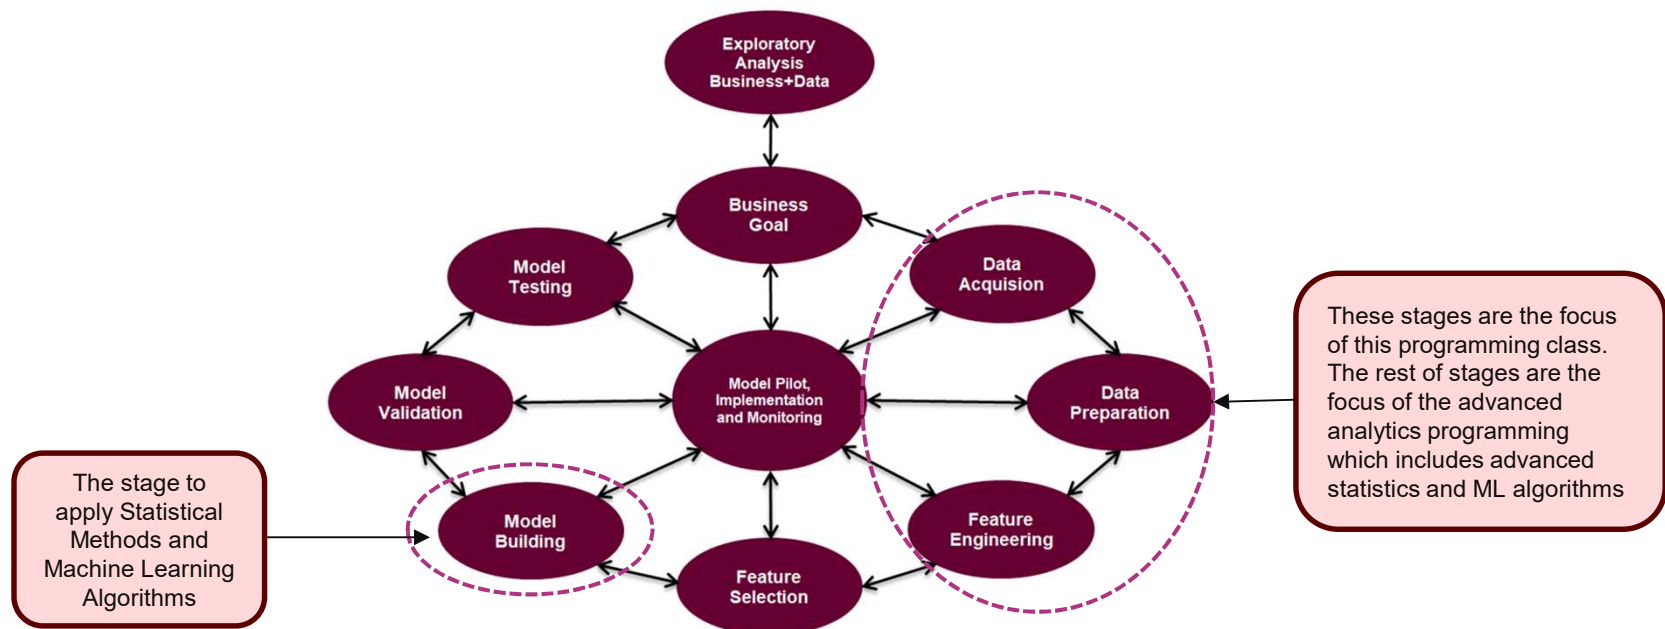 Exploratory
Analysis
Business+Data
Business
Goal
Model
Testing
Data
Acquision
Model
Validation
Model Pilot,
Implementation
and Monitoring
Data
Preparation
Model
Building
Feature
Engineering
Feature
Selection
The stage to
apply Statistical
Methods and
Machine Learning
Algorithms
These stages are the focus
of this programming class.
The rest of stages are the
focus of the advanced
analytics programming
which includes advanced
statistics and ML algorithms